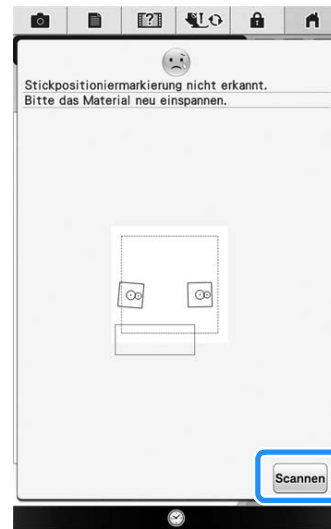 Stickpositioniermarkierung nicht erkannt.
Bitte das Material neu einspannen.
Scannen